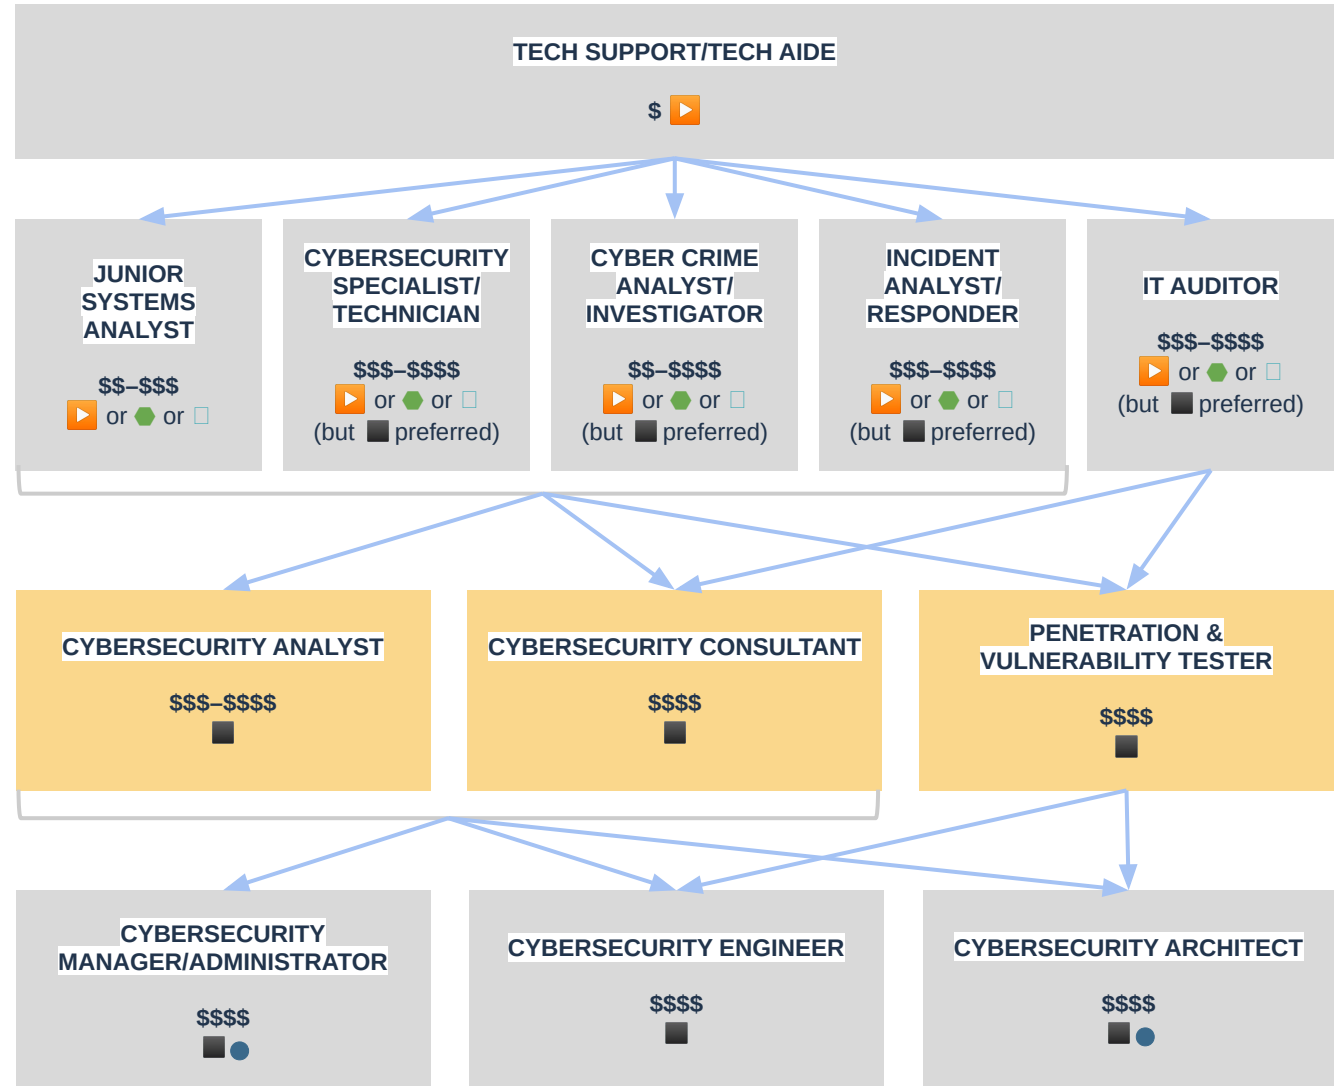 TECH SUPPORT/TECH AIDE
$ ▶️
JUNIOR
SYSTEMS
ANALYST
$$–$$$
▶️ or ⬢ or 
CYBERSECURITY
SPECIALIST/
TECHNICIAN
$$$–$$$$
▶️ or ⬢ or 
(but ⬛ preferred)
CYBER CRIME
ANALYST/
INVESTIGATOR
$$–$$$$
▶️ or ⬢ or 
(but ⬛ preferred)
INCIDENT
ANALYST/
RESPONDER
$$$–$$$$
▶️ or ⬢ or 
(but ⬛ preferred)
IT AUDITOR
$$$–$$$$
▶️ or ⬢ or 
(but ⬛ preferred)
CYBERSECURITY ANALYST
$$$–$$$$
⬛
CYBERSECURITY CONSULTANT
$$$$
⬛
PENETRATION &
VULNERABILITY TESTER
$$$$
⬛
CYBERSECURITY
MANAGER/ADMINISTRATOR
$$$$
⬛ ●
CYBERSECURITY ENGINEER
$$$$
⬛
CYBERSECURITY ARCHITECT
$$$$
⬛ ●